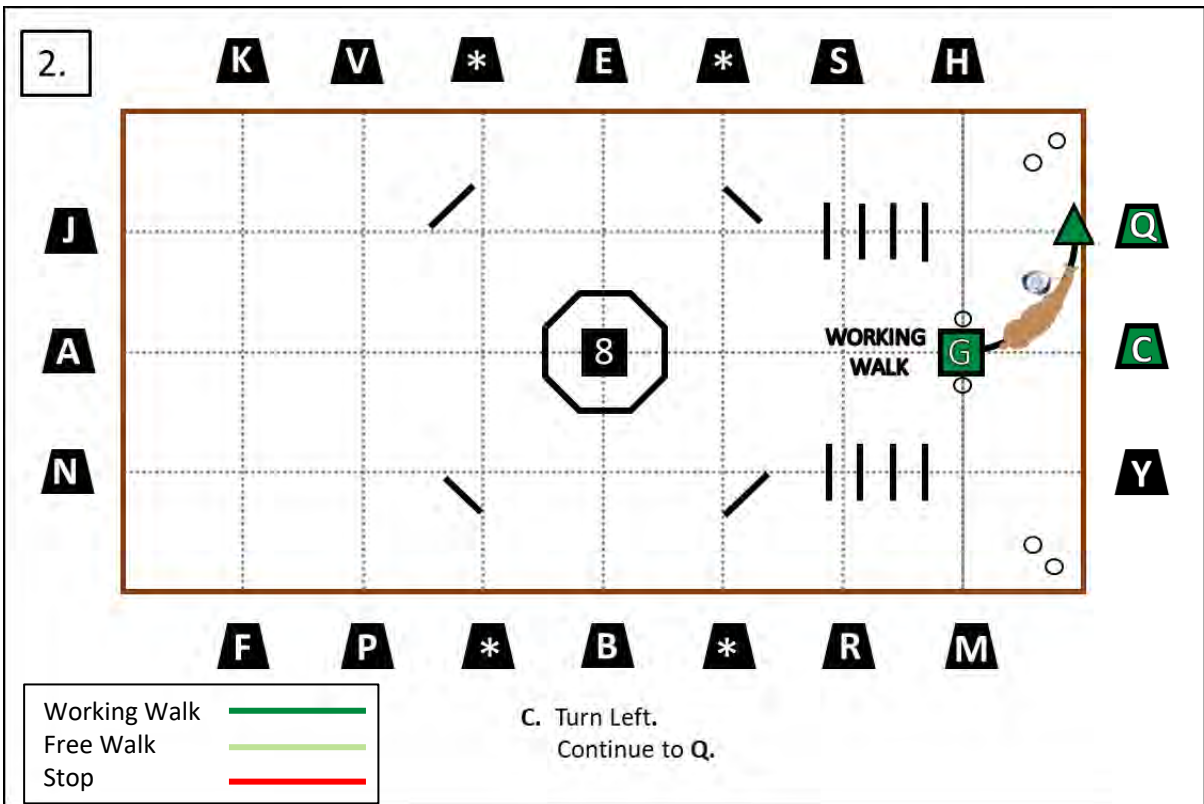 2.
K V * E * S H
J Q
WORKING
A 8 WALK G C
N Y
F P * B * R M
Working Walk
Free Walk
Stop
C. Turn Left.
Continue to Q.